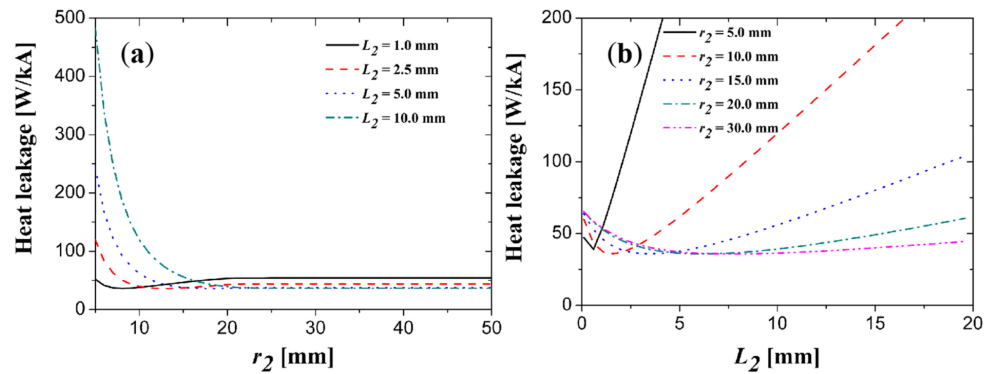 (a)
Heat leakage [W/kA]
500
400
300
200
100
0
L2 = 1.0 mm
L2 = 2.5 mm
L2 = 5.0 mm
L2 = 10.0 mm
10
20
30
40
50
r2 [mm]
(b)
Heat leakage [W/kA]
200
150
100
50
0
r2 = 5.0 mm
r2 = 10.0 mm
r2 = 15.0 mm
r2 = 20.0 mm
r2 = 30.0 mm
0
5
10
15
20
L2 [mm]